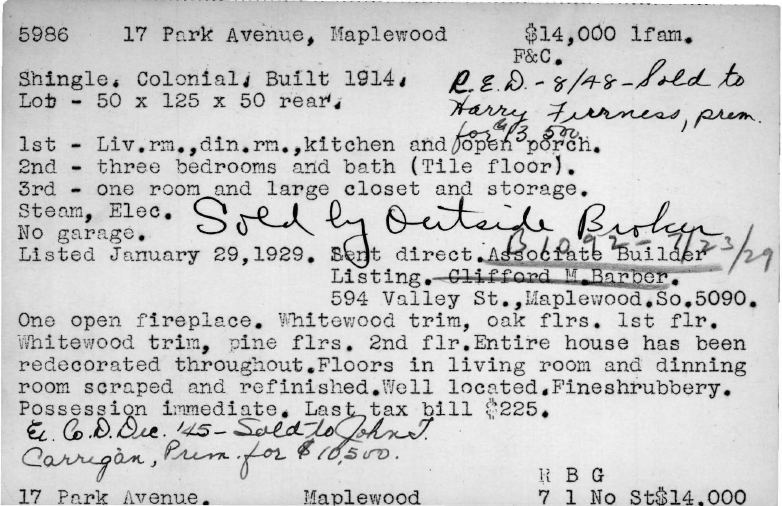 5986 17 Park Avenue, Maplewood $14,000 1fam.
F&C.
Shingle, Colonial, Built 1914,
R.E.D. - 8/48 - Sold to
Lot - 50 x 125 x 50 rear,
Harry Furness, prem.
for $13,500
1st - Liv.rm.,din.rm.,kitchen and open porch.
2nd - three bedrooms and bath (Tile floor).
3rd - one room and large closet and storage.
Steam, Elec. Sold by Outside Broker
No garage.
B1092 - 7/23/29
Listed January 29,1929. Sent direct.Associate Builder
Listing. Clifford M.Barber.
594 Valley St.,Maplewood.So.5090.
One open fireplace. Whitewood trim, oak flrs. 1st flr.
Whitewood trim, pine flrs. 2nd flr.Entire house has been
redecorated throughout.Floors in living room and dinning
room scraped and refinished.Well located.Fineshrubbery.
Possession immediate. Last tax bill $225.
E. Co. D. Dec. '45 - Sold to John T.
Carrigan, Prem. for $10,500.
R B G
17 Park Avenue. Maplewood 7 1 No St$14,000